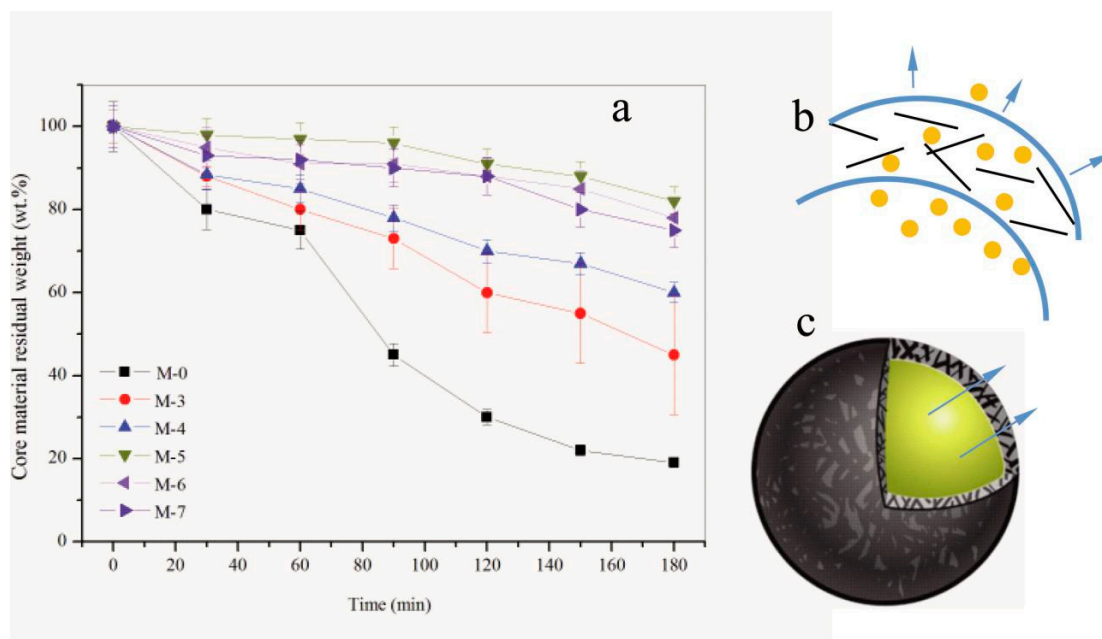 a
b
c
Core material residual weight (wt.%)
100
80
60
40
20
0
M-0
M-3
M-4
M-5
M-6
M-7
0 20 40 60 80 100 120 140 160 180
Time (min)